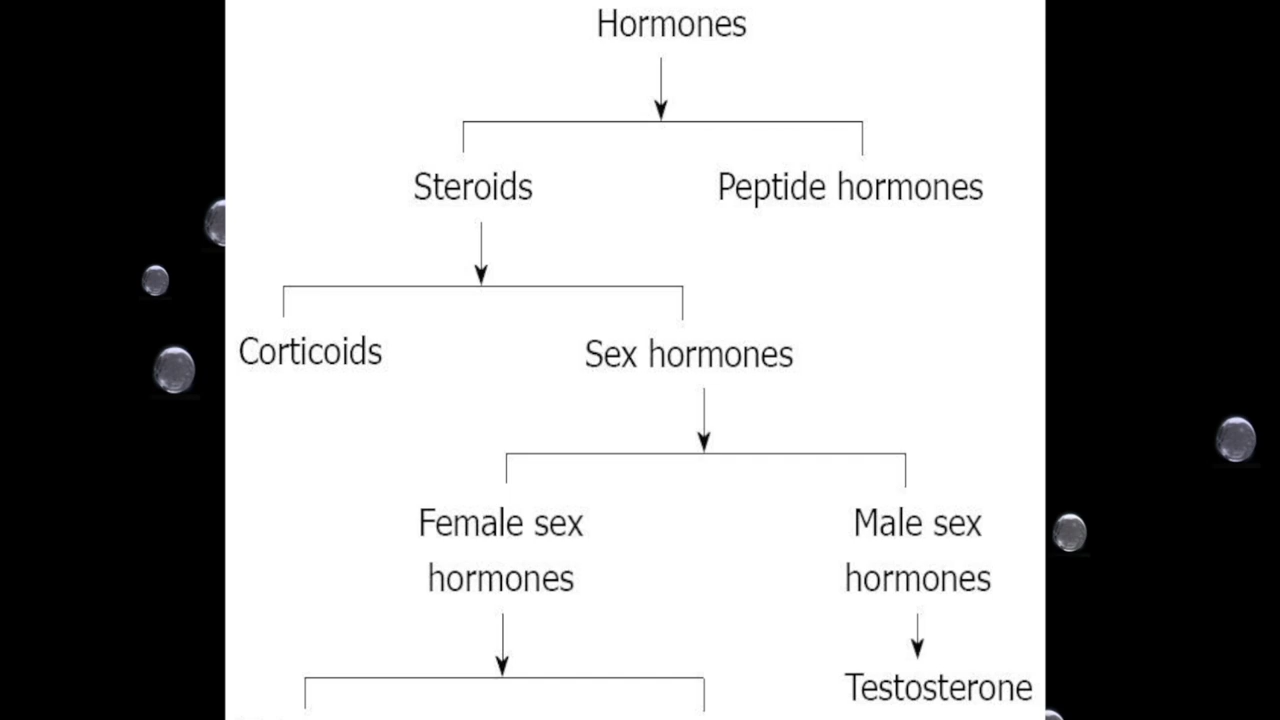 Hormones
Steroids
Peptide hormones
Corticoids
Sex hormones
Female sex
hormones
Male sex
hormones
Testosterone